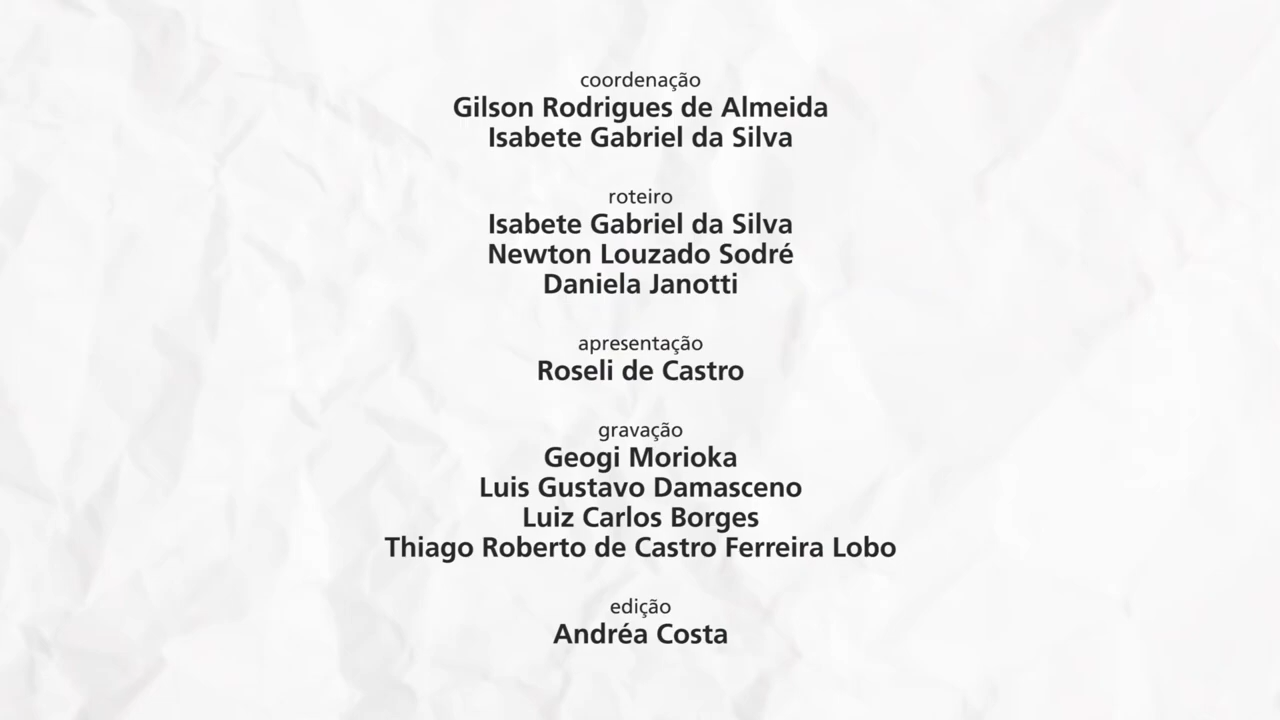 coordenação
Gilson Rodrigues de Almeida
Isabete Gabriel da Silva
roteiro
Isabete Gabriel da Silva
Newton Louzado Sodré
Daniela Janotti
apresentação
Roseli de Castro
gravação
Geogi Morioka
Luis Gustavo Damasceno
Luiz Carlos Borges
Thiago Roberto de Castro Ferreira Lobo
edição
Andréa Costa